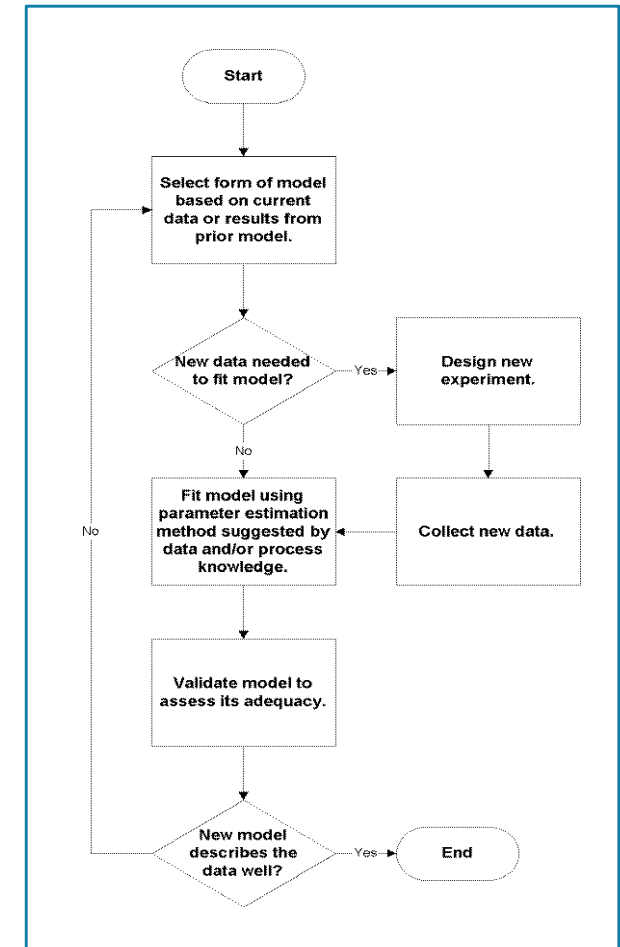 Start
Select form of model
based on current
data or results from
prior model.
New data needed
to fit model?
Yes
Design new
experiment.
No
Fit model using
parameter estimation
method suggested by
data and/or process
knowledge.
Collect new data.
No
Validate model to
assess its adequacy.
New model
describes the
data well?
Yes
End